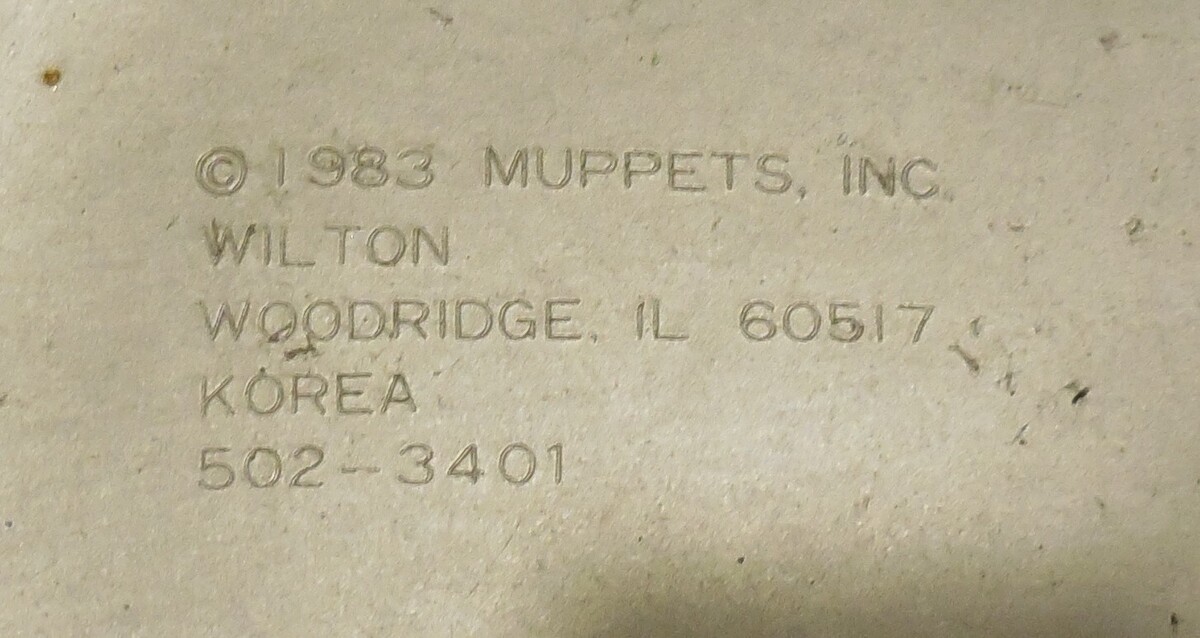 © 1983 MUPPETS, INC.
WILTON
WOODRIDGE, IL 60517
KOREA
502-3401